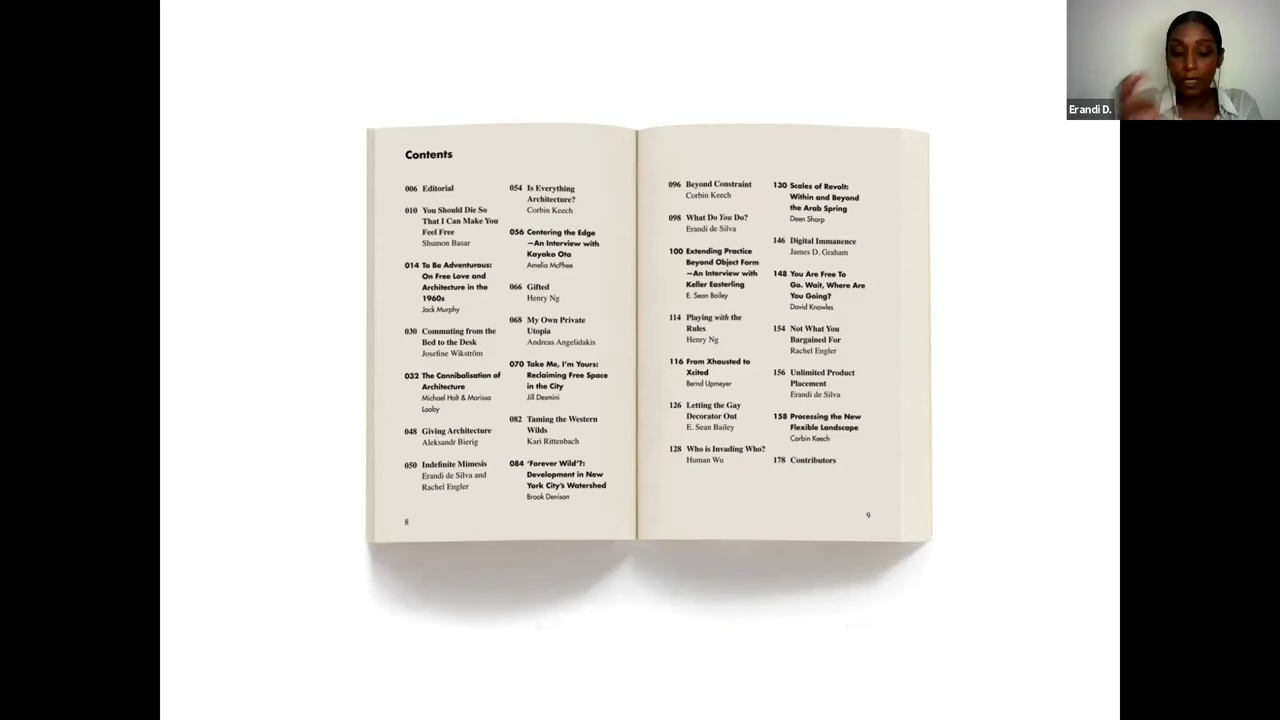 Contents
006 Editorial
010 You Should Die So
That I Can Make You
Feel Free
Shumon Basar
014 To Be Adventurous:
On Free Love and
Architecture in the
1960s
Jack Murphy
030 Commuting from the
Bed to the Desk
Josefine Wikström
032 The Cannibalisation of
Architecture
Michael Holt & Marissa
Looby
048 Giving Architecture
Aleksandr Bierig
050 Indefinite Mimesis
Erandi de Silva and
Rachel Engler
054 Is Everything
Architecture?
Corbin Keech
056 Centering the Edge
—An Interview with
Kayoko Ota
Amelia McPhee
066 Gifted
Henry Ng
068 My Own Private
Utopia
Andreas Angelidakis
070 Take Me, I'm Yours:
Reclaiming Free Space
in the City
Jill Desmini
082 Taming the Western
Wilds
Kari Rittenbach
084 'Forever Wild'?:
Development in New
York City's Watershed
Brook Denison
8
096 Beyond Constraint
Corbin Keech
098 What Do You Do?
Erandi de Silva
100 Extending Practice
Beyond Object Form
—An Interview with
Keller Easterling
E. Sean Bailey
114 Playing with the
Rules
Henry Ng
116 From Xhausted to
Xcited
Bernd Upmeyer
126 Letting the Gay
Decorator Out
E. Sean Bailey
128 Who is Invading Who?
Human Wu
130 Scales of Revolt:
Within and Beyond
the Arab Spring
Deen Sharp
146 Digital Immanence
James D. Graham
148 You Are Free To
Go. Wait, Where Are
You Going?
David Knowles
154 Not What You
Bargained For
Rachel Engler
156 Unlimited Product
Placement
Erandi de Silva
158 Processing the New
Flexible Landscape
Corbin Keech
178 Contributors
9
Erandi D.